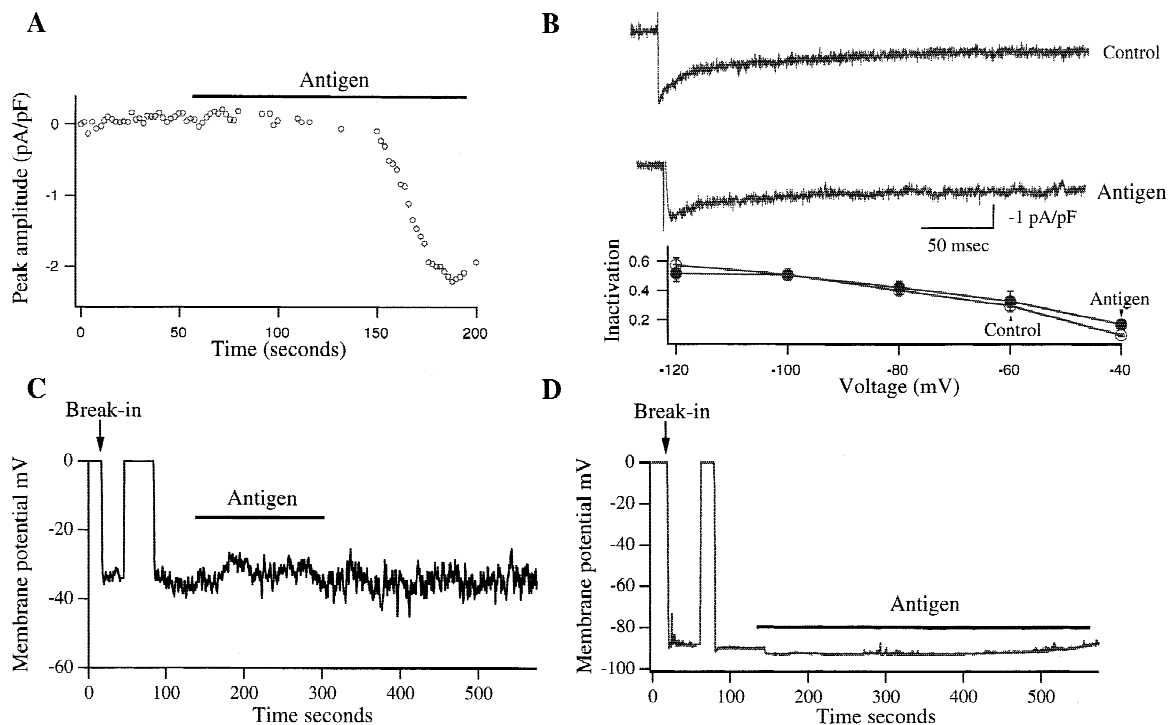 A
Antigen
Peak amplitude (pA/pF)
0
-1
-2
0
50
100
150
200
Time (seconds)
B
Control
Antigen
-1 pA/pF
50 msec
Inactivation
0.6
0.4
0.2
Antigen
Control
-120
-100
-80
-60
-40
Voltage (mV)
C
Break-in
Membrane potential mV
0
-20
-40
-60
Antigen
0
100
200
300
400
500
Time seconds
D
Break-in
Membrane potential mV
0
-20
-40
-60
-80
-100
Antigen
0
100
200
300
400
500
Time seconds